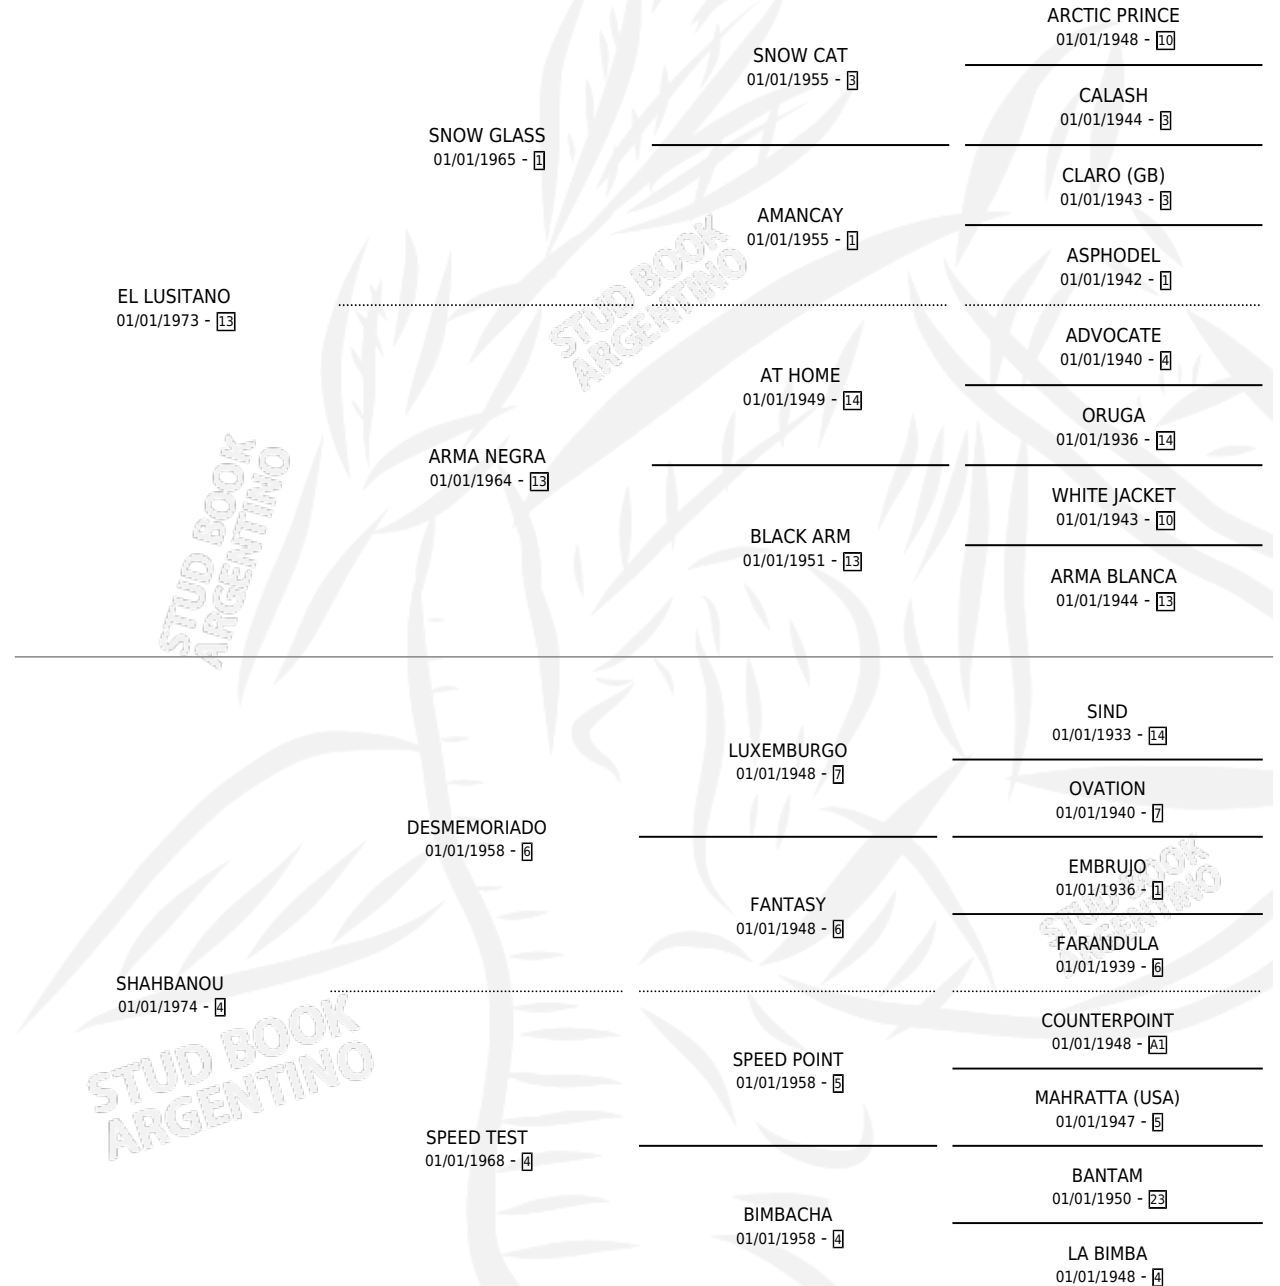 ARCTIC PRINCE
01/01/1948 - 10
SNOW CAT
01/01/1955 - 3
CALASH
01/01/1944 - 3
SNOW GLASS
01/01/1965 - 1
CLARO (GB)
01/01/1943 - 3
AMANCAY
01/01/1955 - 1
ASPHODEL
01/01/1942 - 1
EL LUSITANO
01/01/1973 - 13
ADVOCATE
01/01/1940 - 4
AT HOME
01/01/1949 - 14
ORUGA
01/01/1936 - 14
ARMA NEGRA
01/01/1964 - 13
WHITE JACKET
01/01/1943 - 10
BLACK ARM
01/01/1951 - 13
ARMA BLANCA
01/01/1944 - 13
SIND
01/01/1933 - 14
LUXEMBURGO
01/01/1948 - 7
OVATION
01/01/1940 - 7
DESMEMORIADO
01/01/1958 - 6
EMBRUJO
01/01/1936 - 1
FANTASY
01/01/1948 - 6
FARANDULA
01/01/1939 - 6
SHAHBANOU
01/01/1974 - 4
COUNTERPOINT
01/01/1948 - A1
SPEED POINT
01/01/1958 - 5
MAHRATTA (USA)
01/01/1947 - 5
SPEED TEST
01/01/1968 - 4
BANTAM
01/01/1950 - 23
BIMBACHA
01/01/1958 - 4
LA BIMBA
01/01/1948 - 4
STUD BOOK
ARGENTINO
STUD BOOK
ARGENTINO
STUD BOOK
ARGENTINO
STUD BOOK
ARGENTINO